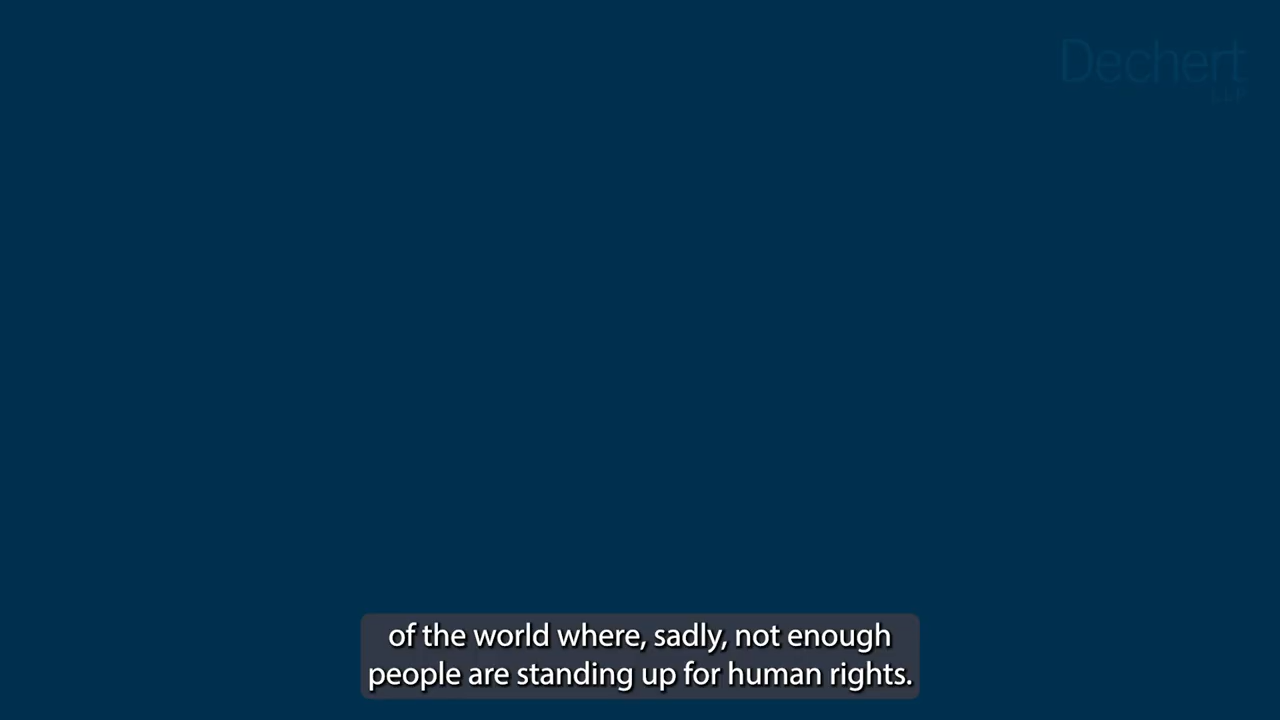 Dechert
LLP
of the world where, sadly, not enough
people are standing up for human rights.